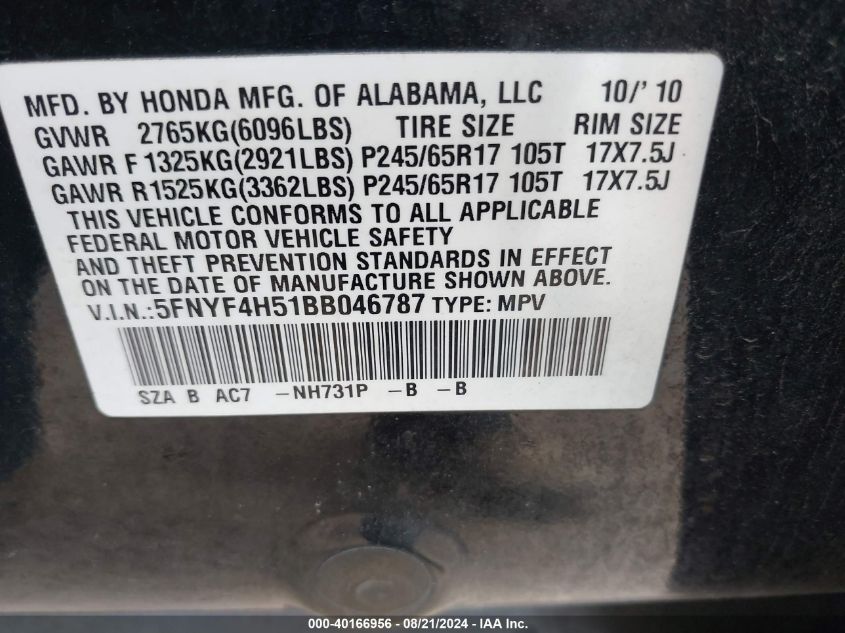 MFD. BY HONDA MFG. OF ALABAMA, LLC 10/'10
GVWR 2765KG(6096LBS) TIRE SIZE RIM SIZE
GAWR F 1325KG(2921LBS) P245/65R17 105T 17X7.5J
GAWR R1525KG(3362LBS) P245/65R17 105T 17X7.5J
THIS VEHICLE CONFORMS TO ALL APPLICABLE
FEDERAL MOTOR VEHICLE SAFETY
AND THEFT PREVENTION STANDARDS IN EFFECT
ON THE DATE OF MANUFACTURE SHOWN ABOVE.
V.I.N.:5FNYF4H51BB046787 TYPE: MPV
SZA B AC7 -NH731P -B -B
000-40166956 - 08/21/2024 - IAA Inc.